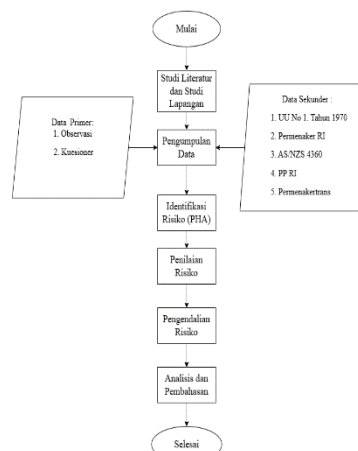 Mulai
Studi Literatur
dan Studi
Lapangan
Data Primer:
1. Observasi
2. Kuesioner
Pengumpulan
Data
Data Sekunder :
1. UU No 1. Tahun 1970
2. Permenaker RI
3. AS/NZS 4360
4. PP RI
5. Permenakertrans
Identifikasi
Risiko (PHA)
Penilaian
Risiko
Pengendalian
Risiko
Analisis dan
Pembahasan
Selesai